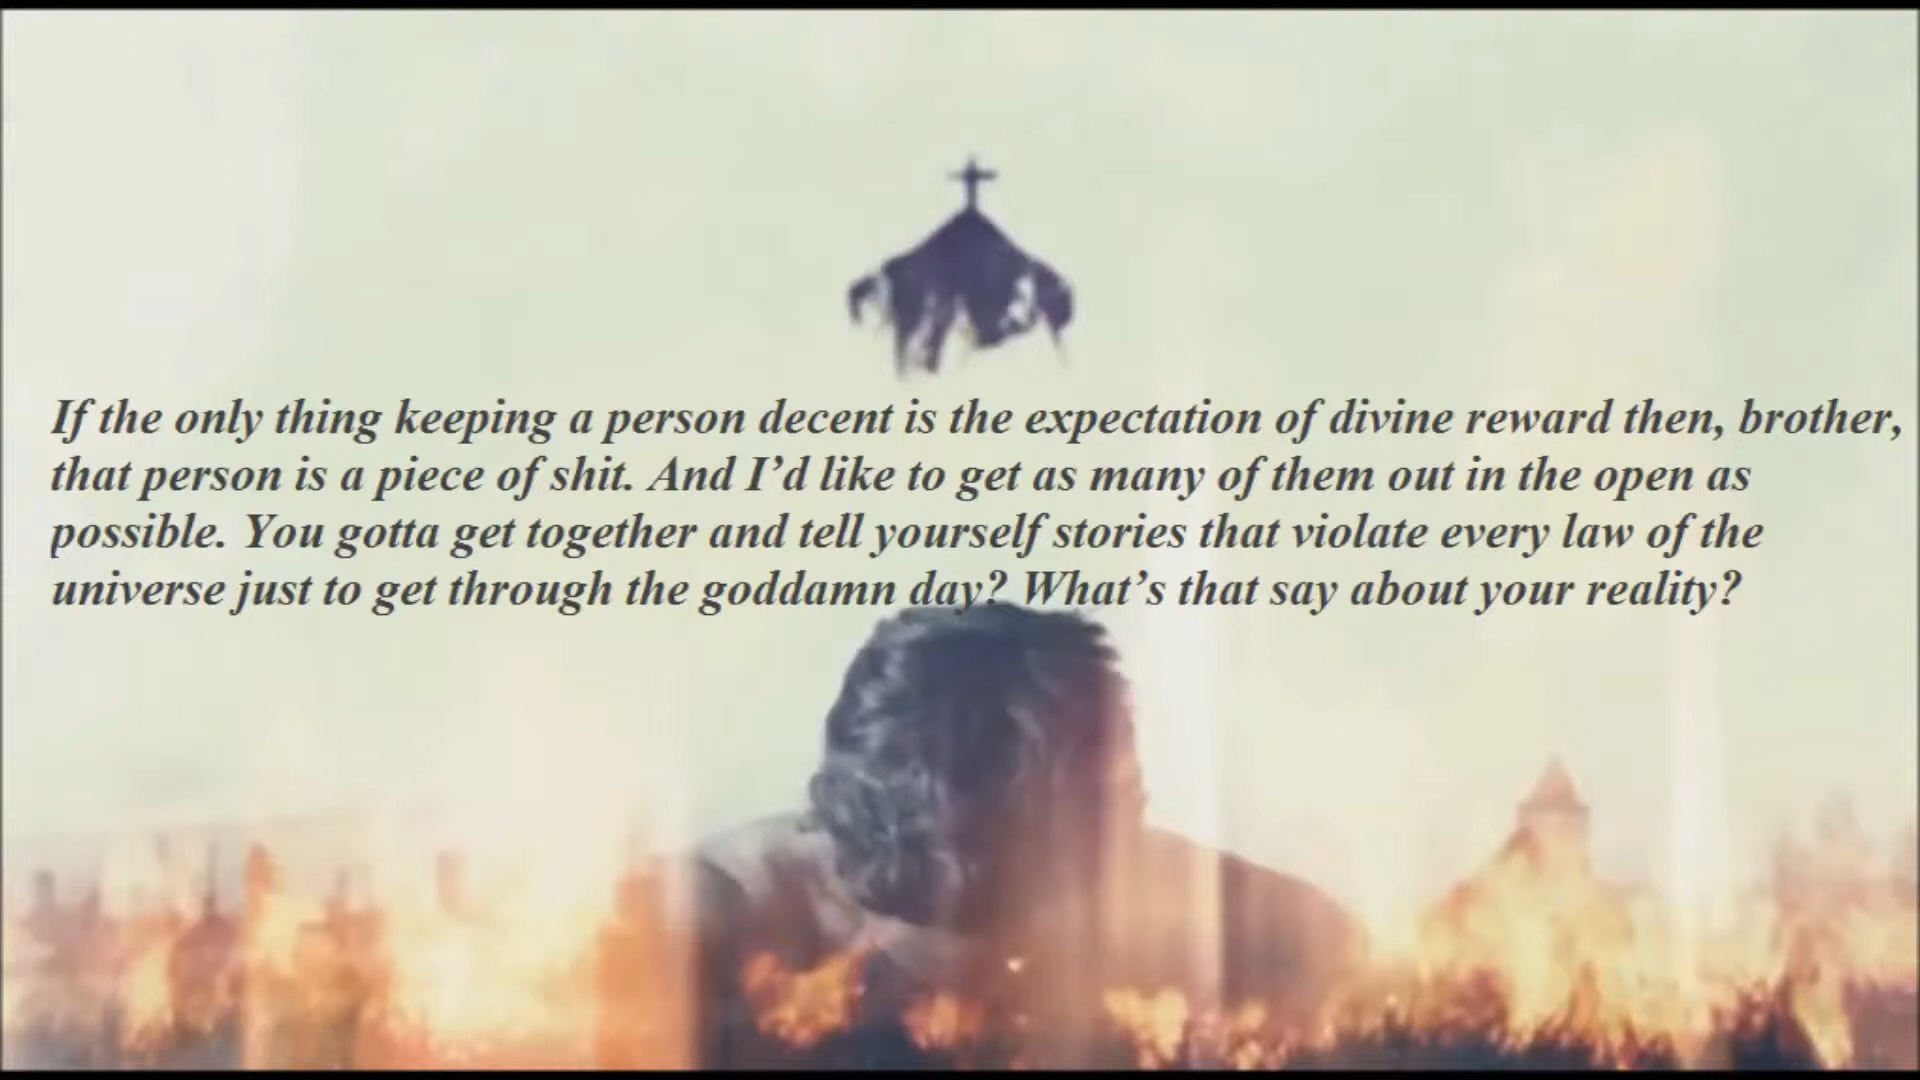 If the only thing keeping a person decent is the expectation of divine reward then, brother,
that person is a piece of shit. And I’d like to get as many of them out in the open as
possible. You gotta get together and tell yourself stories that violate every law of the
universe just to get through the goddamn day? What’s that say about your reality?